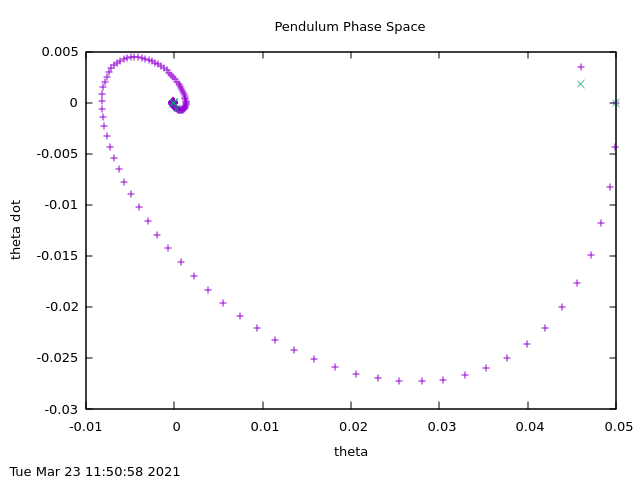 Pendulum Phase Space
0.005
0
-0.005
-0.01
-0.015
-0.02
-0.025
-0.03
theta dot
-0.01 0 0.01 0.02 0.03 0.04 0.05
theta
Tue Mar 23 11:50:58 2021